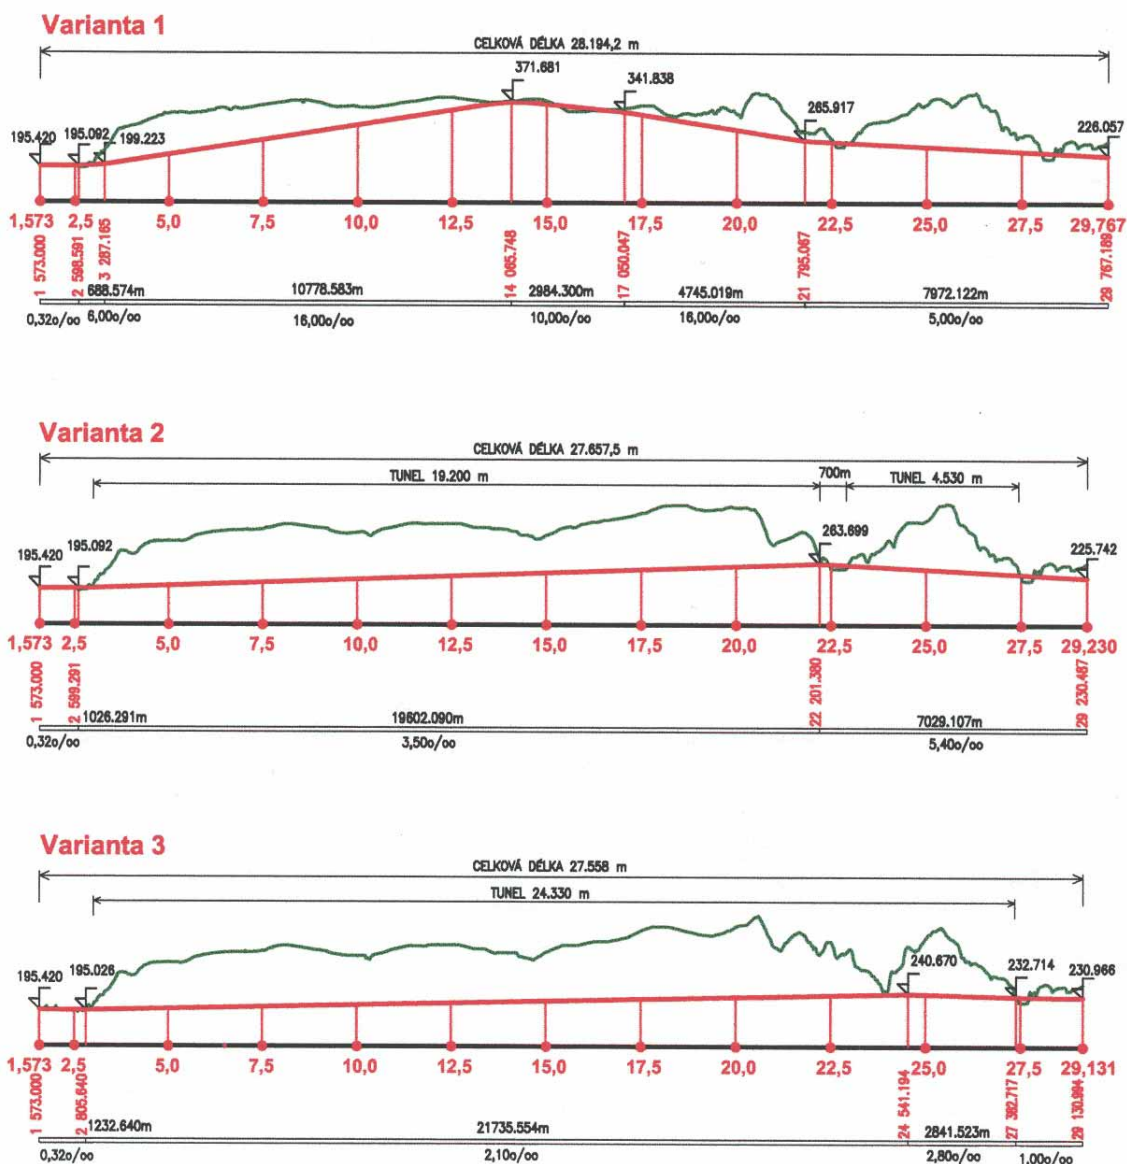 Varianta 1
CELKOVÁ DÉLKA 28.194,2 m
371.681
341.838
195.420 195.092 199.223
265.917
226.057
1,573 2,5 5,0 7,5 10,0 12,5 15,0 17,5 20,0 22,5 25,0 27,5 29,767
1 573.000 2 598.591 3 287.165 14 065.748 17 050.047 21 795.067 29 767.189
688.574m 10778.583m 2984.300m 4745.019m 7972.122m
0,32o/oo 6,00o/oo 16,00o/oo 10,00o/oo 16,00o/oo 5,00o/oo
Varianta 2
CELKOVÁ DÉLKA 27.657,5 m
TUNEL 19.200 m 700m TUNEL 4.530 m
195.420 195.092 263.699 225.742
1,573 2,5 5,0 7,5 10,0 12,5 15,0 17,5 20,0 22,5 25,0 27,5 29,230
1 573.000 2 599.291 22 201.380 29 230.487
1026.291m 19602.090m 7029.107m
0,32o/oo 3,50o/oo 5,40o/oo
Varianta 3
CELKOVÁ DÉLKA 27.558 m
TUNEL 24.330 m
195.420 195.026 240.670 232.714 230.966
1,573 2,5 5,0 7,5 10,0 12,5 15,0 17,5 20,0 22,5 25,0 27,5 29,131
1 573.000 2 805.640 24 541.194 27 382.717 29 130.994
1232.640m 21735.554m 2841.523m
0,32o/oo 2,10o/oo 2,80o/oo 1,00o/oo